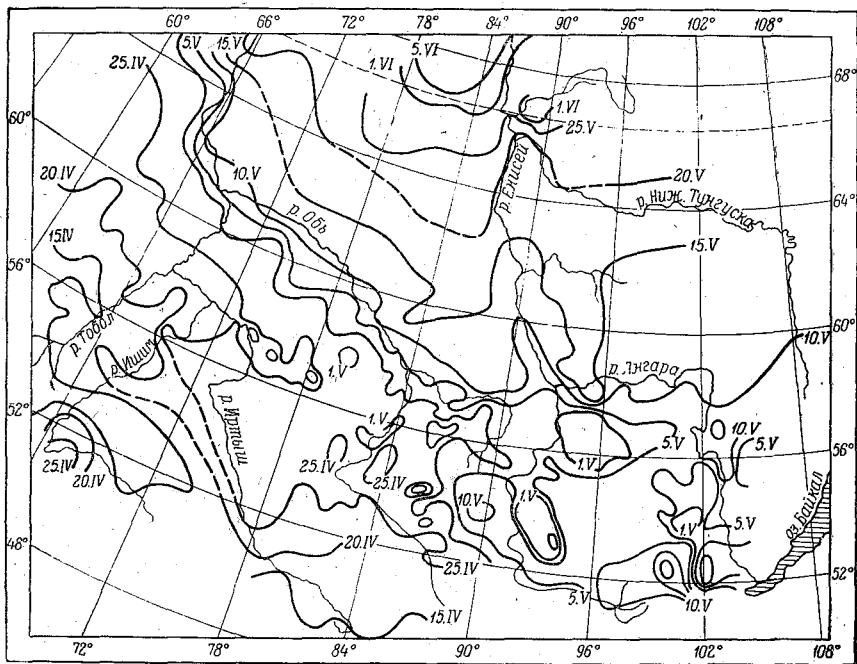 60° 66° 72° 78° 84° 90° 96° 102° 108°
5.V 15.V 5.VI
25.IV 1.VI 68°
1.VI
60° 25.V
20.IV 10.V 20.V 64°
р. Обь р. Енисей р. Ниж. Тунгуска
15.IV 15.V
56°
р. Тобол 60°
р. Ишим 1.V р. Ангара 10.V
52° р. Иртыш 1.V 10.V 5.V
5.V 56°
25.IV 1.V
25.IV 20.IV 25.IV 10.V 1.V 1.V 5.V оз. Байкал
48° 20.IV 25.IV 52°
15.IV 5.V 10.V
72° 78° 84° 90° 96° 102° 108°